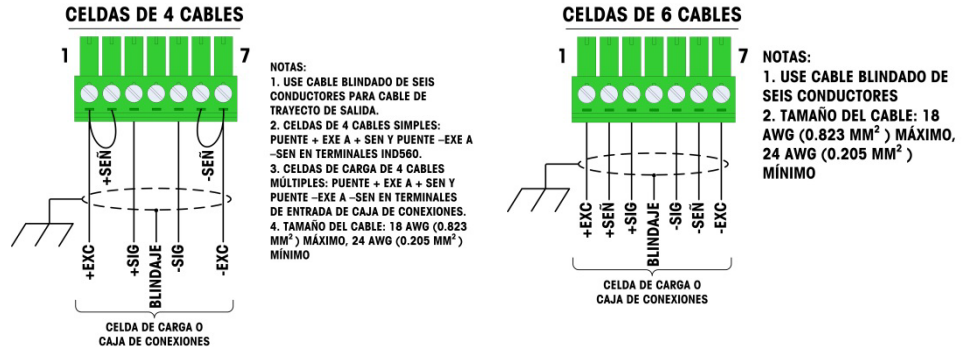 CELDAS DE 4 CABLES
1
7
+SEÑ
-SEÑ
+EXC
+SIG
BLINDAJE
-SIG
-EXC
CELDA DE CARGA O
CAJA DE CONEXIONES
NOTAS:
1. USE CABLE BLINDADO DE SEIS
CONDUCTORES PARA CABLE DE
TRAYECTO DE SALIDA.
2. CELDAS DE 4 CABLES SIMPLES:
PUENTE + EXE A + SEN Y PUENTE –EXE A
–SEN EN TERMINALES IND560.
3. CELDAS DE CARGA DE 4 CABLES
MÚLTIPLES: PUENTE + EXE A + SEN Y
PUENTE –EXE A –SEN EN TERMINALES
DE ENTRADA DE CAJA DE CONEXIONES.
4. TAMAÑO DEL CABLE: 18 AWG (0.823
MM² ) MÁXIMO, 24 AWG (0.205 MM² )
MÍNIMO
CELDAS DE 6 CABLES
1
7
+EXC
+SEÑ
+SIG
BLINDAJE
-SIG
-SEÑ
-EXC
CELDA DE CARGA O
CAJA DE CONEXIONES
NOTAS:
1. USE CABLE BLINDADO DE
SEIS CONDUCTORES
2. TAMAÑO DEL CABLE: 18
AWG (0.823 MM² ) MÁXIMO,
24 AWG (0.205 MM² )
MÍNIMO